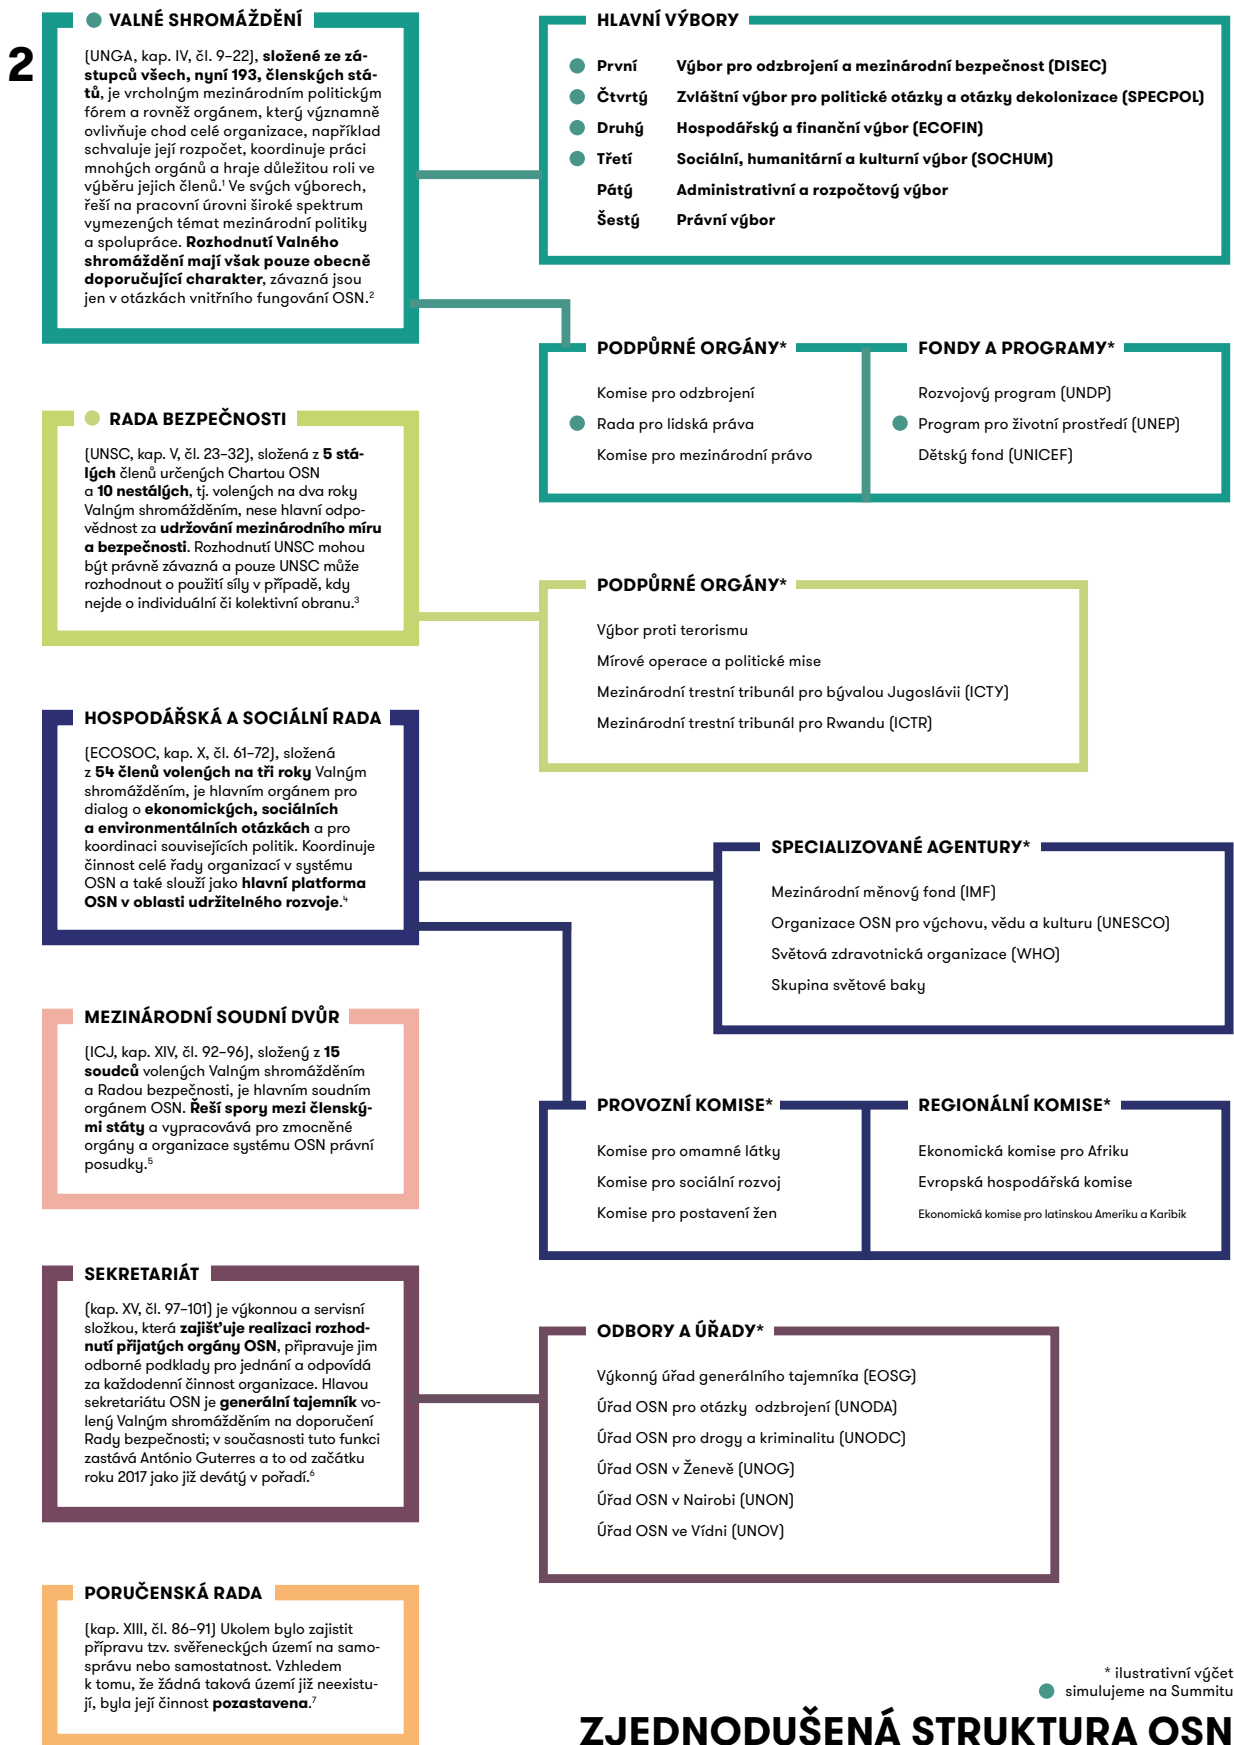 2
VALNÉ SHROMÁŽDĚNÍ
(UNGA, kap. IV, čl. 9–22), složené ze zá-
stupců všech, nyní 193, členských stá-
tů, je vrcholným mezinárodním politickým
fórem a rovněž orgánem, který významně
ovlivňuje chod celé organizace, například
schvaluje její rozpočet, koordinuje práci
mnohých orgánů a hraje důležitou roli ve
výběru jejich členů.¹ Ve svých výborech,
řeší na pracovní úrovni široké spektrum
vymezených témat mezinárodní politiky
a spolupráce. Rozhodnutí Valného
shromáždění mají však pouze obecně
doporučující charakter, závazná jsou
jen v otázkách vnitřního fungování OSN.²
HLAVNÍ VÝBORY
První Výbor pro odzbrojení a mezinárodní bezpečnost (DISEC)
Čtvrtý Zvláštní výbor pro politické otázky a otázky dekolonizace (SPECPOL)
Druhý Hospodářský a finanční výbor (ECOFIN)
Třetí Sociální, humanitární a kulturní výbor (SOCHUM)
Pátý Administrativní a rozpočtový výbor
Šestý Právní výbor
PODPŮRNÉ ORGÁNY*
Komise pro odzbrojení
Rada pro lidská práva
Komise pro mezinárodní právo
FONDY A PROGRAMY*
Rozvojový program (UNDP)
Program pro životní prostředí (UNEP)
Dětský fond (UNICEF)
RADA BEZPEČNOSTI
(UNSC, kap. V, čl. 23–32), složená z 5 stá-
lých členů určených Chartou OSN
a 10 nestálých, tj. volených na dva roky
Valným shromážděním, nese hlavní odpo-
vědnost za udržování mezinárodního míru
a bezpečnosti. Rozhodnutí UNSC mohou
být právně závazná a pouze UNSC může
rozhodnout o použití síly v případě, kdy
nejde o individuální či kolektivní obranu.³
PODPŮRNÉ ORGÁNY*
Výbor proti terorismu
Mírové operace a politické mise
Mezinárodní trestní tribunál pro bývalou Jugoslávii (ICTY)
Mezinárodní trestní tribunál pro Rwandu (ICTR)
HOSPODÁŘSKÁ A SOCIÁLNÍ RADA
(ECOSOC, kap. X, čl. 61–72), složená
z 54 členů volených na tři roky Valným
shromážděním, je hlavním orgánem pro
dialog o ekonomických, sociálních
a environmentálních otázkách a pro
koordinaci souvisejících politik. Koordinuje
činnost celé řady organizací v systému
OSN a také slouží jako hlavní platforma
OSN v oblasti udržitelného rozvoje.⁴
SPECIALIZOVANÉ AGENTURY*
Mezinárodní měnový fond (IMF)
Organizace OSN pro výchovu, vědu a kulturu (UNESCO)
Světová zdravotnická organizace (WHO)
Skupina světové baky
MEZINÁRODNÍ SOUDNÍ DVŮR
(ICJ, kap. XIV, čl. 92–96), složený z 15
soudců volených Valným shromážděním
a Radou bezpečnosti, je hlavním soudním
orgánem OSN. Řeší spory mezi členský-
mi státy a vypracovává pro zmocněné
orgány a organizace systému OSN právní
posudky.⁵
PROVOZNÍ KOMISE*
Komise pro omamné látky
Komise pro sociální rozvoj
Komise pro postavení žen
REGIONÁLNÍ KOMISE*
Ekonomická komise pro Afriku
Evropská hospodářská komise
Ekonomická komise pro latinskou Ameriku a Karibik
SEKRETARIÁT
(kap. XV, čl. 97–101) je výkonnou a servisní
složkou, která zajišťuje realizaci rozhod-
nutí přijatých orgány OSN, připravuje jim
odborné podklady pro jednání a odpovídá
za každodenní činnost organizace. Hlavou
sekretariátu OSN je generální tajemník vo-
lený Valným shromážděním na doporučení
Rady bezpečnosti; v současnosti tuto funkci
zastává António Guterres a to od začátku
roku 2017 jako již devátý v pořadí.⁶
ODBORY A ÚŘADY*
Výkonný úřad generálního tajemníka (EOSG)
Úřad OSN pro otázky odzbrojení (UNODA)
Úřad OSN pro drogy a kriminalitu (UNODC)
Úřad OSN v Ženevě (UNOG)
Úřad OSN v Nairobi (UNON)
Úřad OSN ve Vídni (UNOV)
PORUČENSKÁ RADA
(kap. XIII, čl. 86–91) Ukolem bylo zajistit
přípravu tzv. svěřeneckých území na samo-
správu nebo samostatnost. Vzhledem
k tomu, že žádná taková území již neexistu-
jí, byla její činnost pozastavena.⁷
* ilustrativní výčet
simulujeme na Summitu
ZJEDNODUŠENÁ STRUKTURA OSN